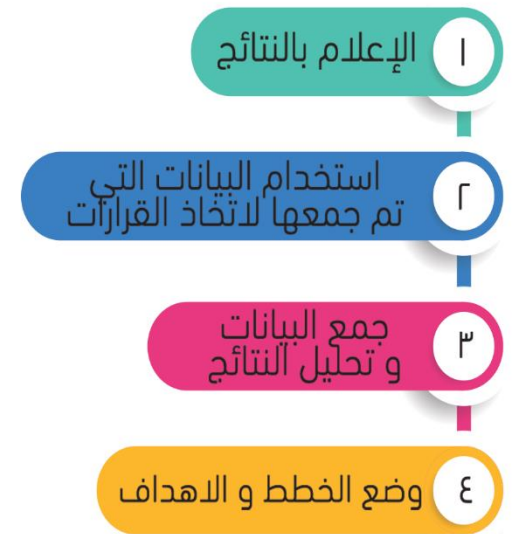 ١ الإعلام بالنتائج
٢ استخدام البيانات التي
تم جمعها لاتخاذ القرارات
٣ جمع البيانات
و تحليل النتائج
٤ وضع الخطط و الاهداف